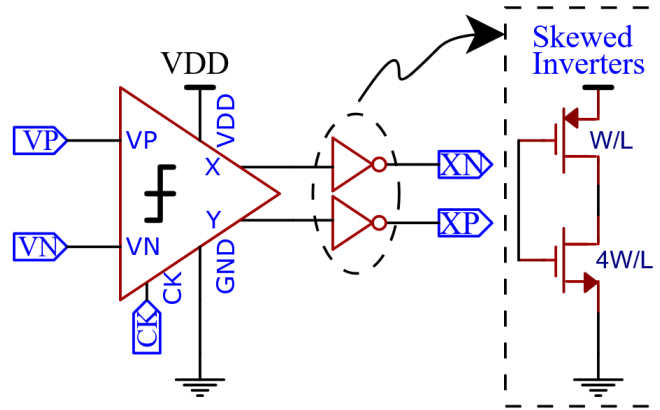 Skewed
Inverters
VDD
VDD
VP
VP
W/L
X
XN
Y
XP
VN
VN
GND
4W/L
CK
CK